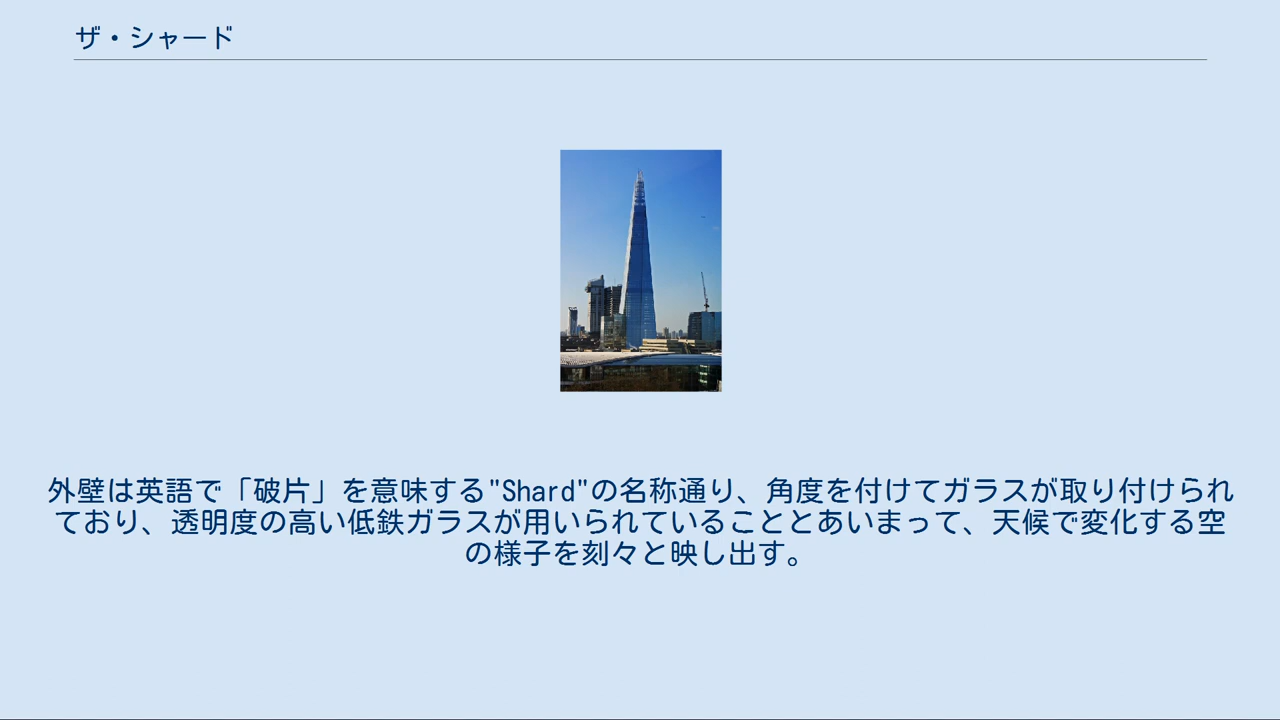 ザ・シャード
外壁は英語で「破片」を意味する"Shard"の名称通り、角度を付けてガラスが取り付けられ
ており、透明度の高い低鉄ガラスが用いられていることとあいまって、天候で変化する空
の様子を刻々と映し出す。